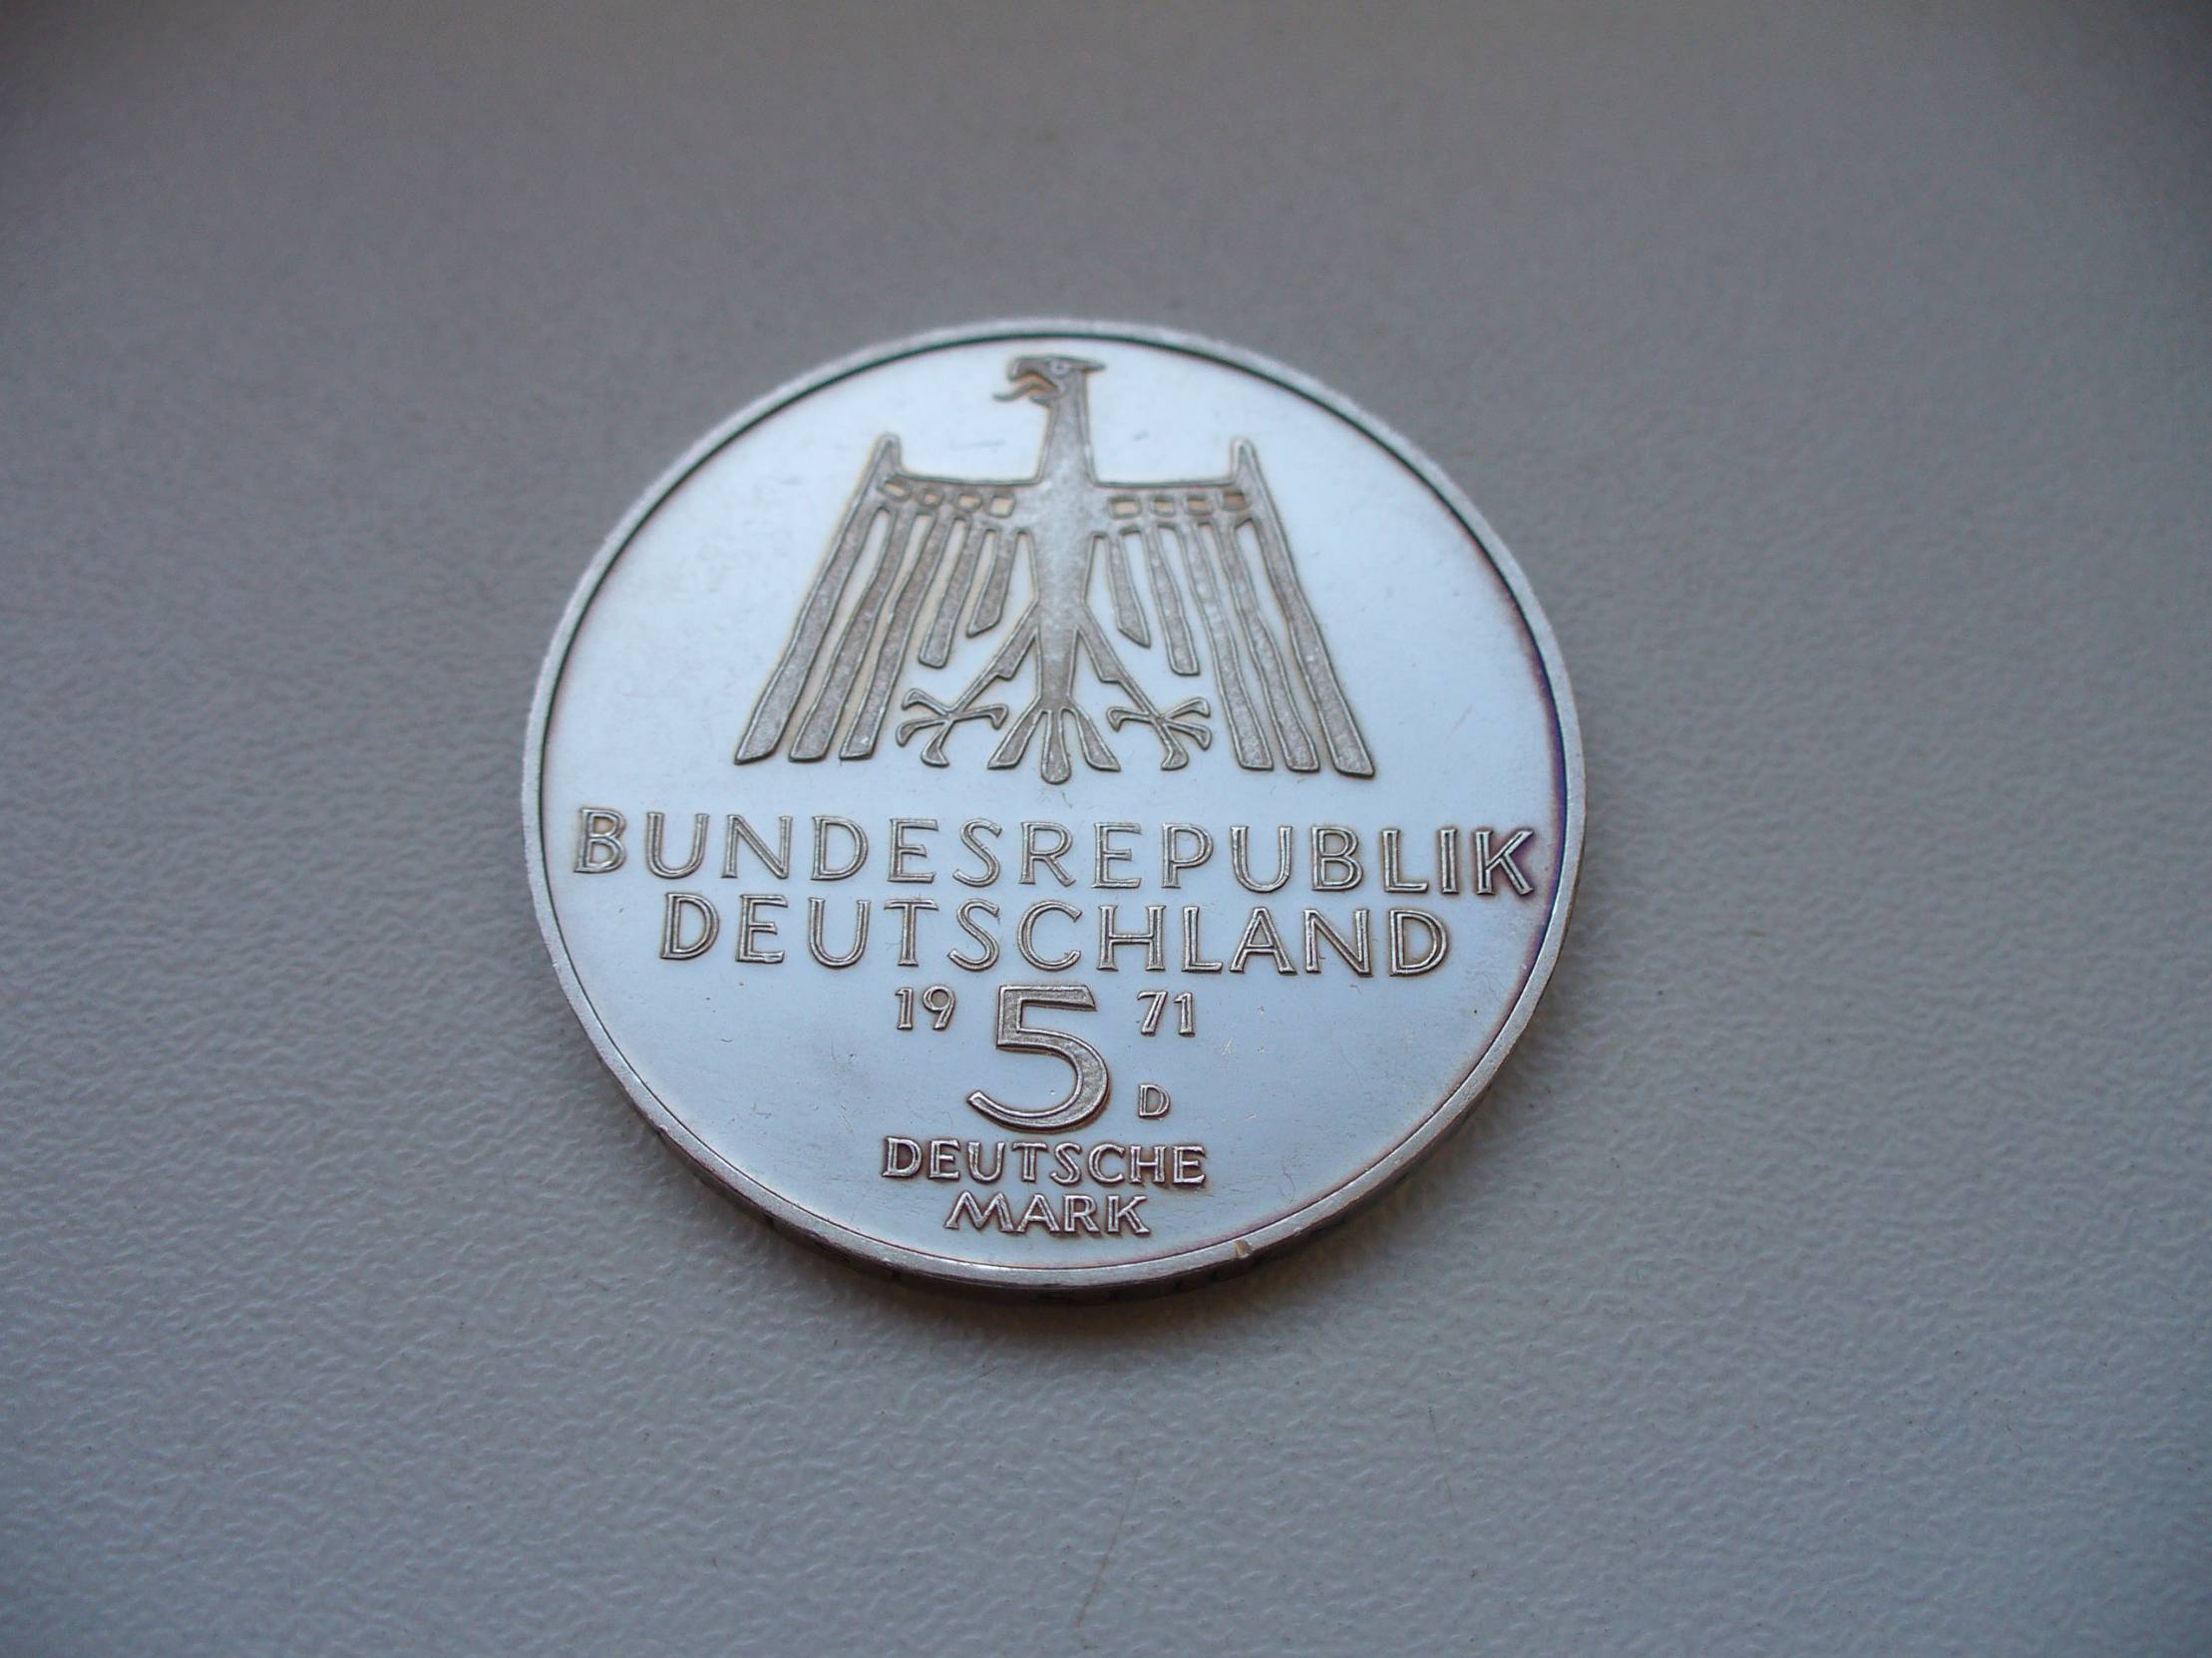 BUNDESREPUBLIK
DEUTSCHLAND
19 5 71
D
DEUTSCHE
MARK